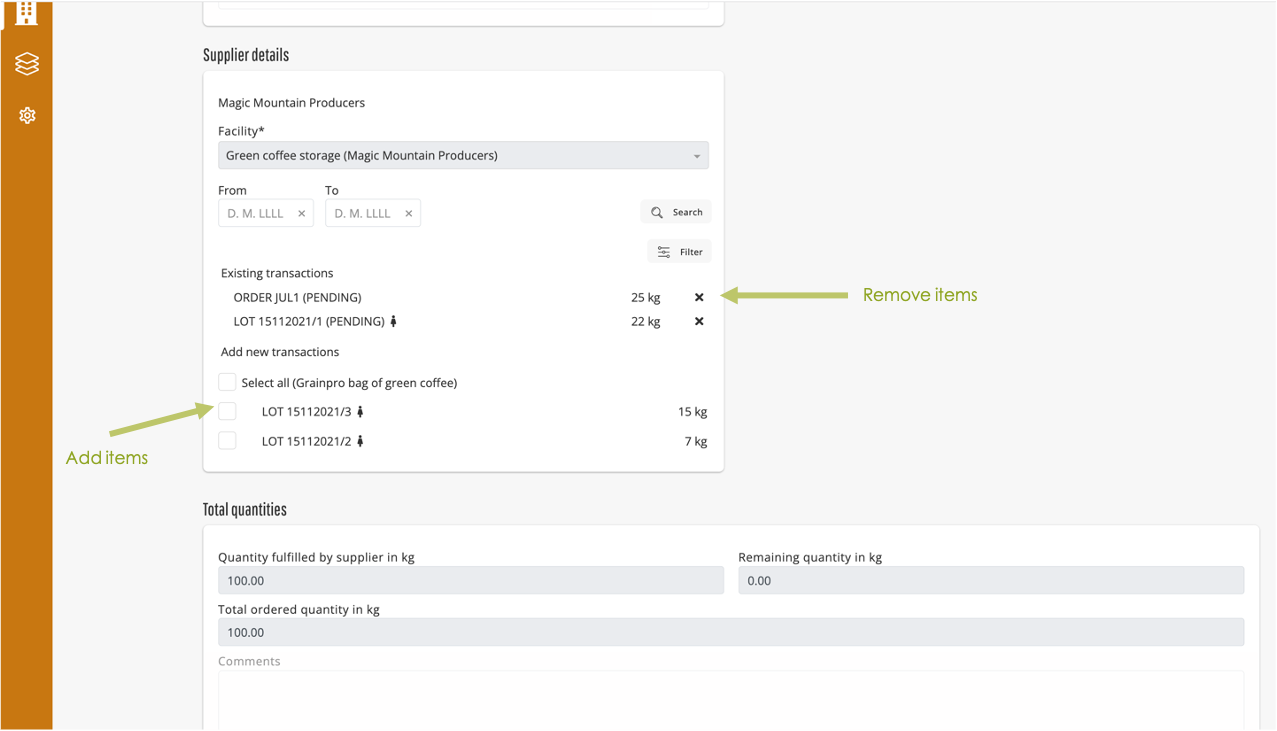 Supplier details
Magic Mountain Producers
Facility*
Green coffee storage (Magic Mountain Producers)
From To
D. M. LLLL × D. M. LLLL × Search
Filter
Existing transactions
ORDER JUL1 (PENDING) 25 kg ×
Remove items
LOT 15112021/1 (PENDING) 22 kg ×
Add new transactions
Select all (Grainpro bag of green coffee)
LOT 15112021/3 15 kg
LOT 15112021/2 7 kg
Add items
Total quantities
Quantity fulfilled by supplier in kg Remaining quantity in kg
100.00 0.00
Total ordered quantity in kg
100.00
Comments